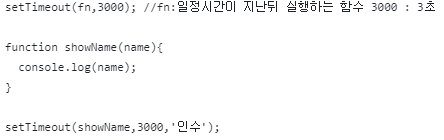 setTimeout(fn,3000); //fn:일정시간이 지난뒤 실행하는 함수 3000 : 3초
function showName(name){
console.log(name);
}
setTimeout(showName,3000,'인수');